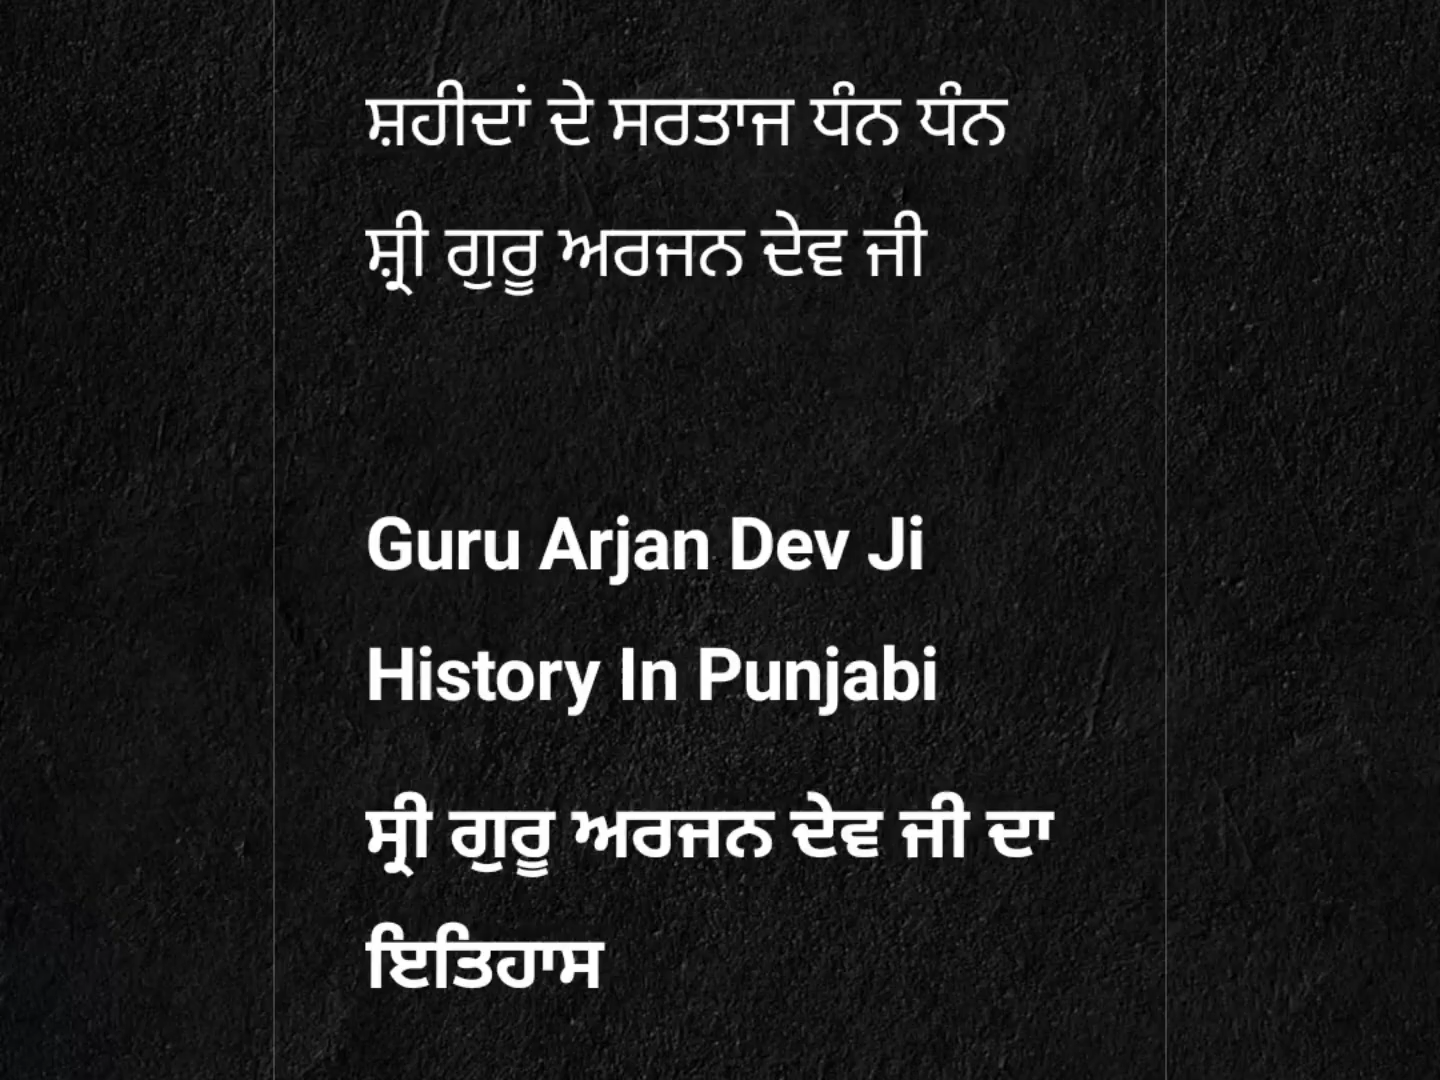 ਸ਼ਹੀਦਾਂ ਦੇ ਸਰਤਾਜ ਧੰਨ ਧੰਨ
ਸ਼੍ਰੀ ਗੁਰੂ ਅਰਜਨ ਦੇਵ ਜੀ
Guru Arjan Dev Ji
History In Punjabi
ਸ੍ਰੀ ਗੁਰੂ ਅਰਜਨ ਦੇਵ ਜੀ ਦਾ
ਇਤਿਹਾਸ